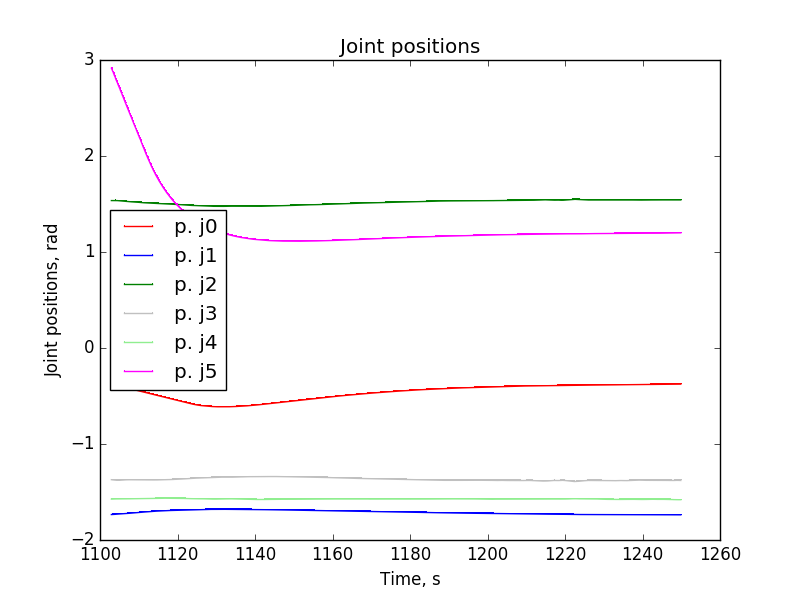 Joint positions
3
2
1
0
−1
−2
Joint positions, rad
p. j0
p. j1
p. j2
p. j3
p. j4
p. j5
1100 1120 1140 1160 1180 1200 1220 1240 1260
Time, s